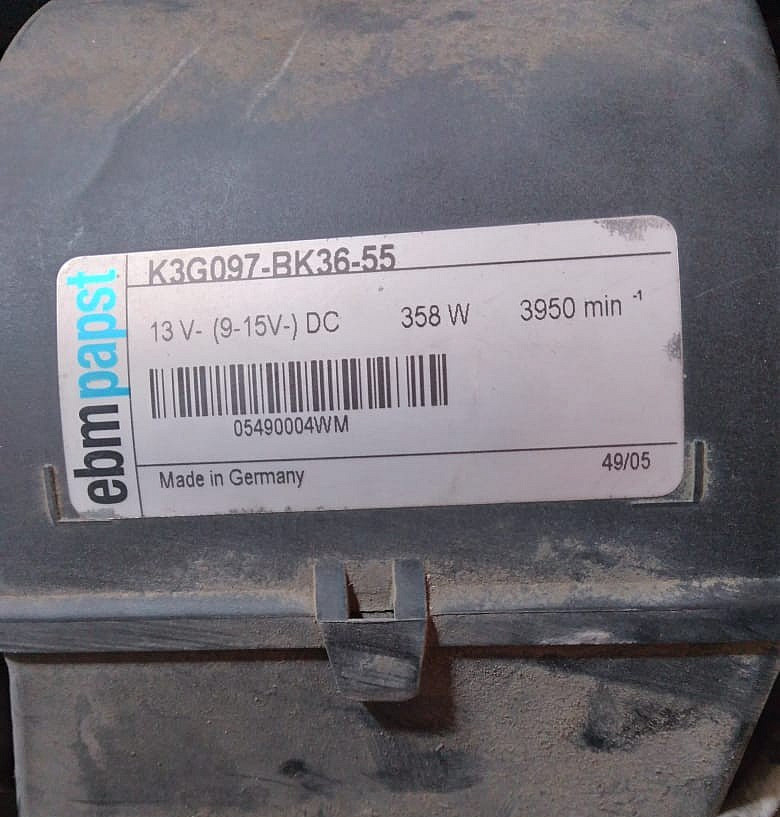 ebmpapst
K3G097-BK36-55
13 V- (9-15V-) DC 358 W 3950 min -1
05490004WM
Made in Germany 49/05